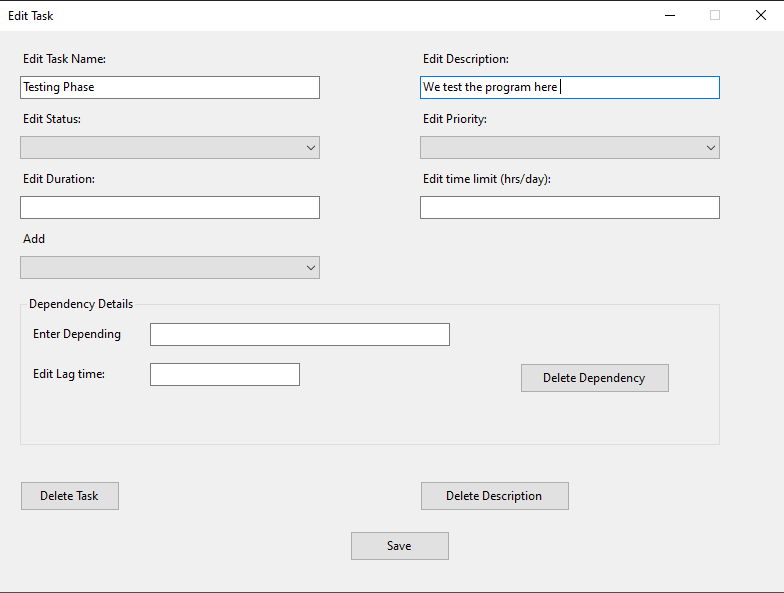 Edit Task
Edit Task Name:
Edit Description:
Testing Phase
We test the program here
Edit Status:
Edit Priority:
Edit Duration:
Edit time limit (hrs/day):
Add
Dependency Details
Enter Depending
Edit Lag time:
Delete Dependency
Delete Task
Delete Description
Save